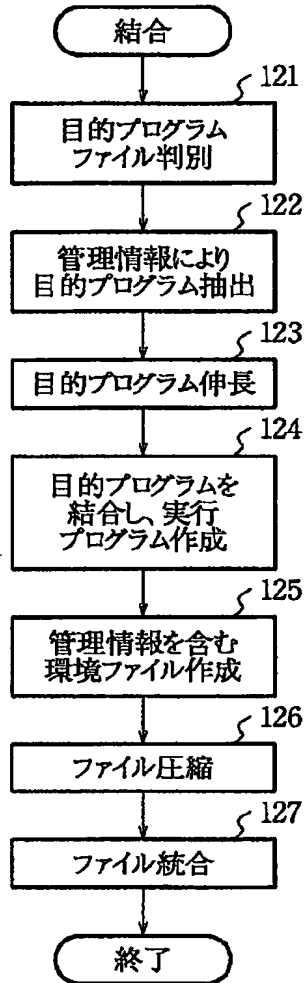 結合
121
目的プログラム
ファイル判別
122
管理情報により
目的プログラム抽出
123
目的プログラム伸長
124
目的プログラムを
結合し、実行
プログラム作成
125
管理情報を含む
環境ファイル作成
126
ファイル圧縮
127
ファイル統合
終了